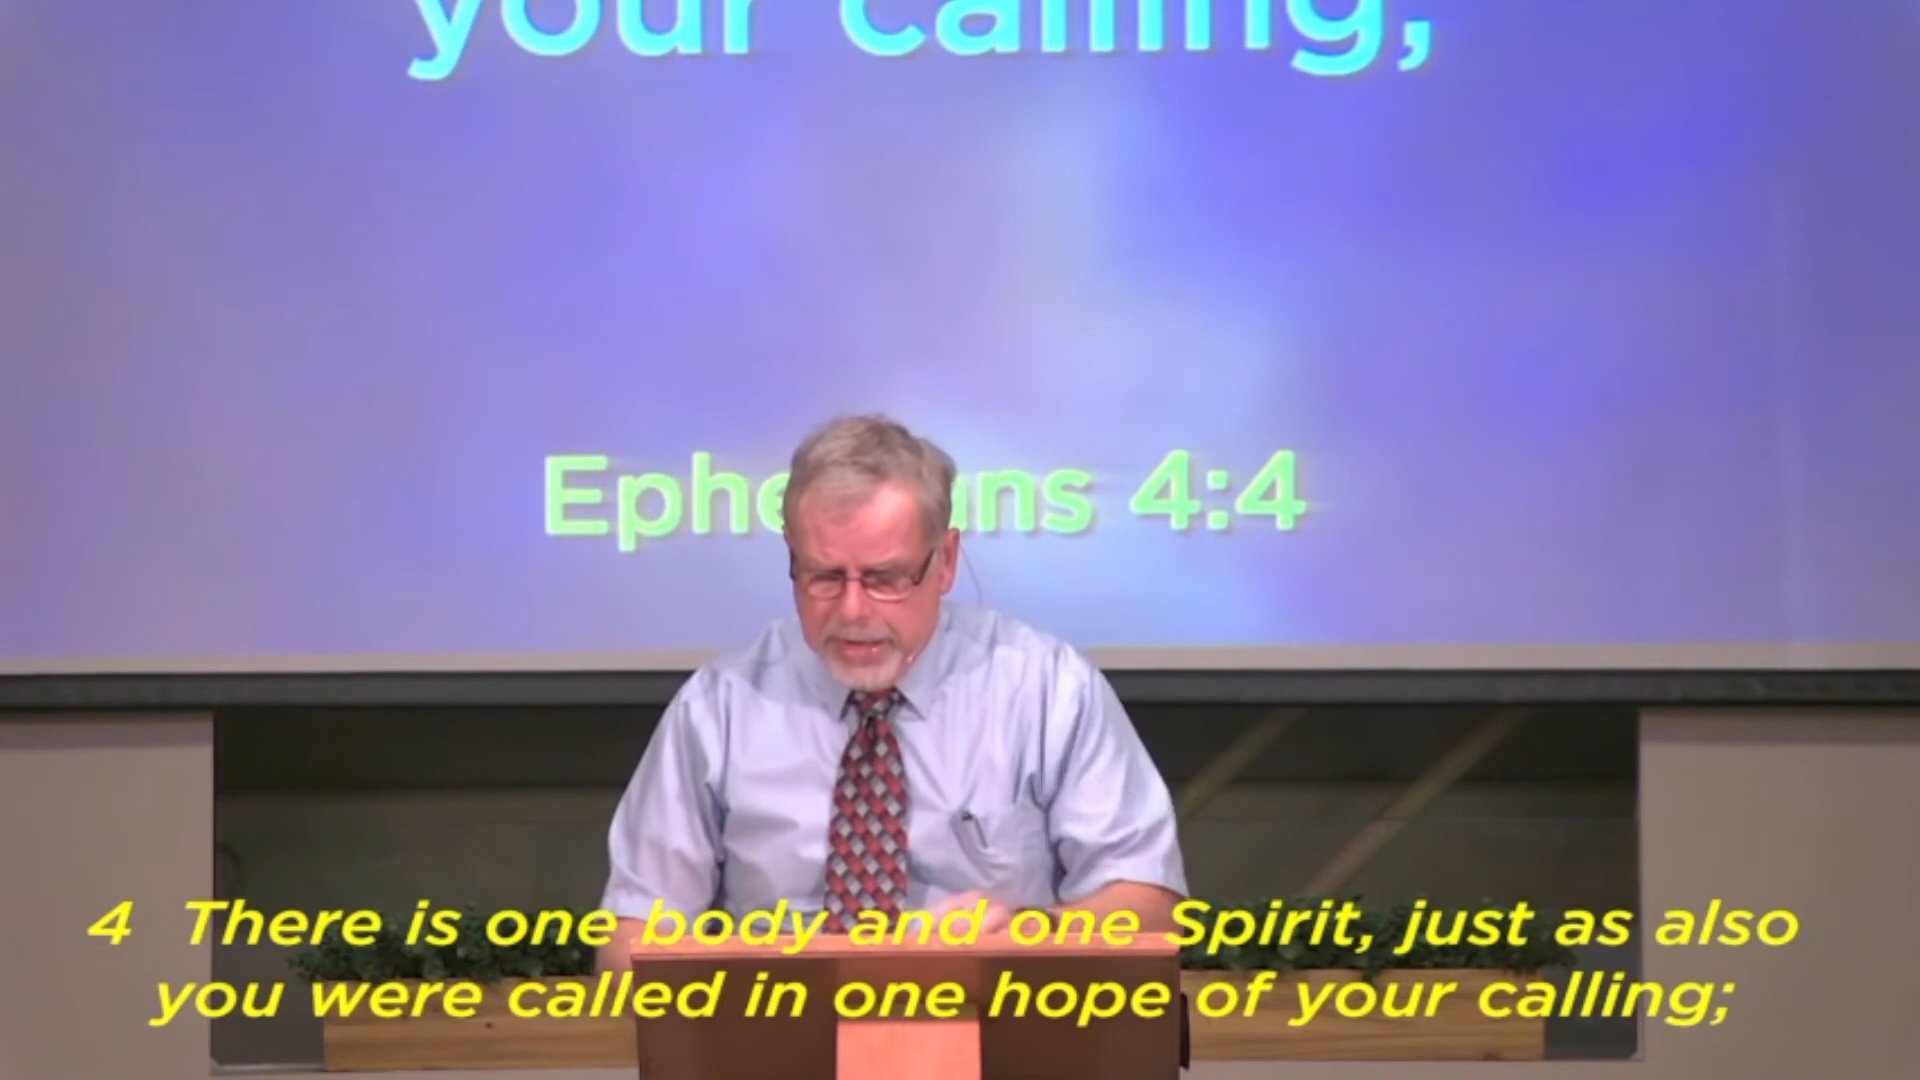 your calling;
Ephe ans 4:4
4 There is one body and one Spirit, just as also
you were called in one hope of your calling;